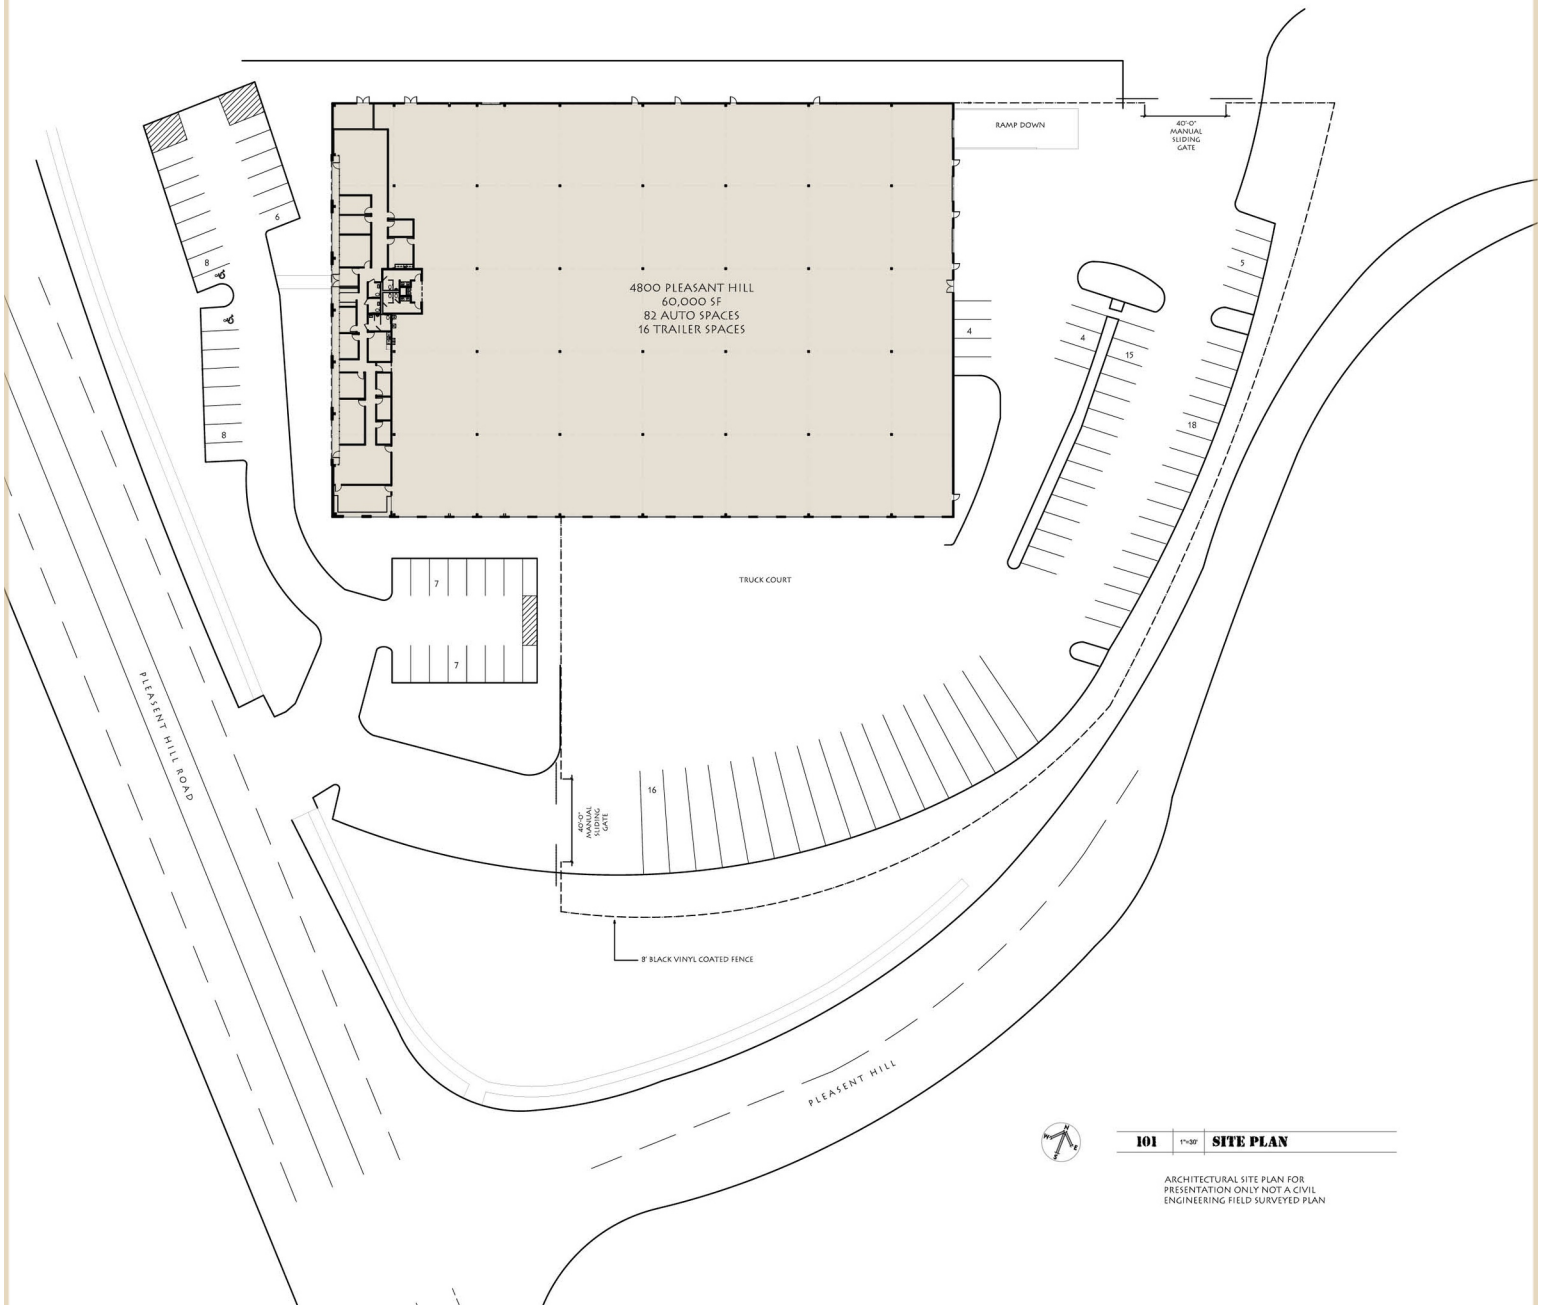 RAMP DOWN
40'-0"
MANUAL
SLIDING
GATE
6
8
5
4800 PLEASANT HILL
60,000 SF
82 AUTO SPACES
16 TRAILER SPACES
4
4
15
18
8
7
TRUCK COURT
7
PLEASENT HILL ROAD
16
40'-0"
MANUAL
SLIDING
GATE
8' BLACK VINYL COATED FENCE
PLEASENT HILL
N
W
E
S
101
1"=30'
SITE PLAN
ARCHITECTURAL SITE PLAN FOR
PRESENTATION ONLY NOT A CIVIL
ENGINEERING FIELD SURVEYED PLAN